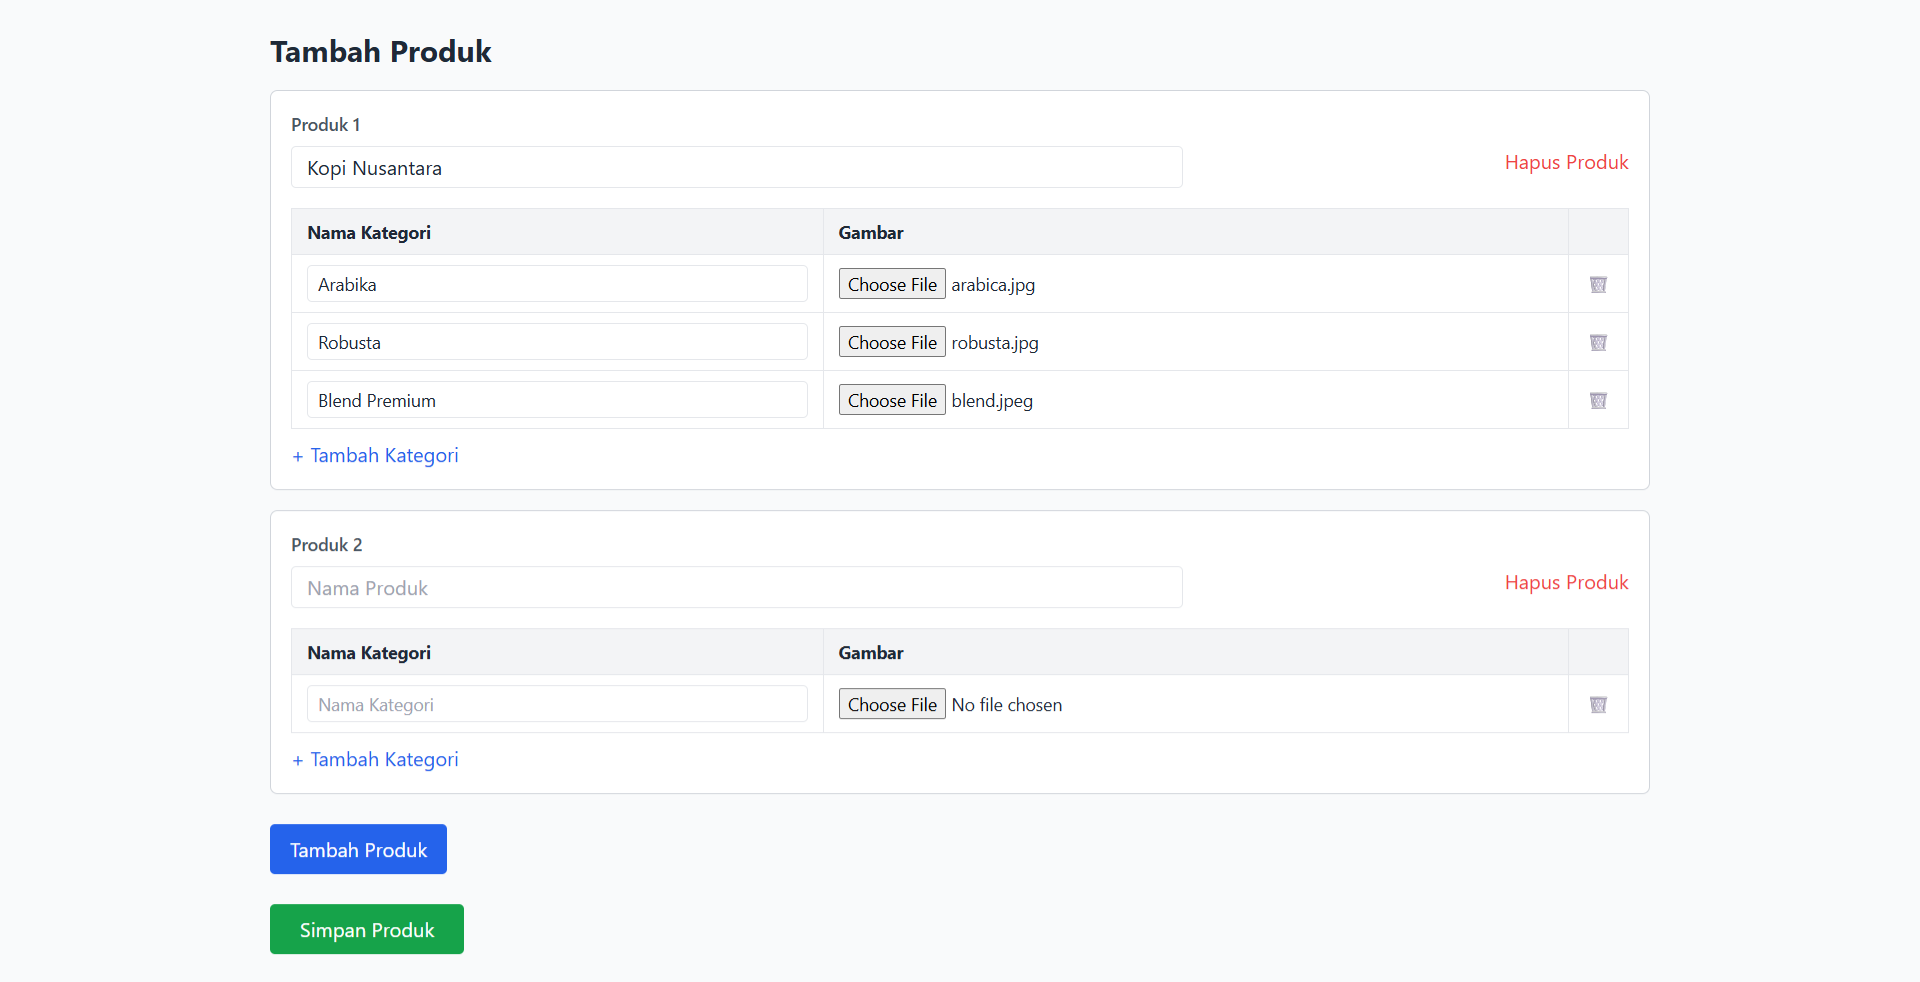 Tambah Produk
Produk 1
Kopi Nusantara
Hapus Produk
Nama Kategori Gambar
Arabika Choose File arabica.jpg
Robusta Choose File robusta.jpg
Blend Premium Choose File blend.jpeg
+ Tambah Kategori
Produk 2
Nama Produk
Hapus Produk
Nama Kategori Gambar
Nama Kategori Choose File No file chosen
+ Tambah Kategori
Tambah Produk
Simpan Produk